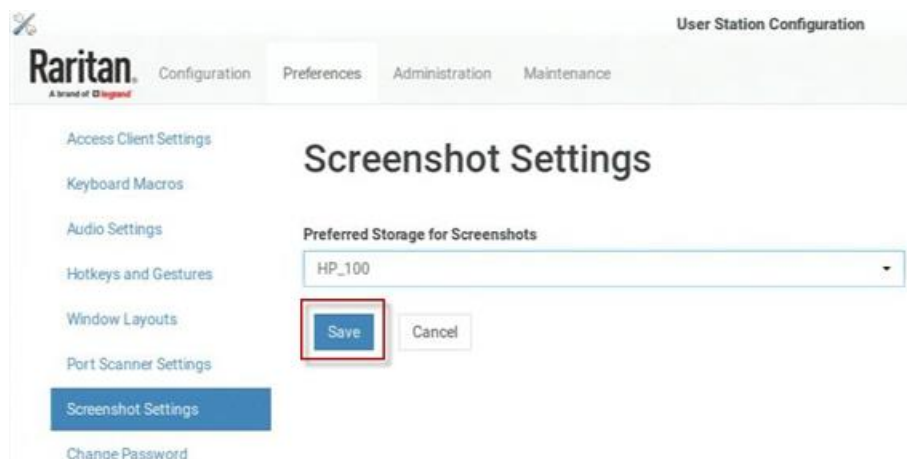 User Station Configuration
Raritan.
A brand of legrand
Configuration
Preferences
Administration
Maintenance
Access Client Settings
Keyboard Macros
Audio Settings
Hotkeys and Gestures
Window Layouts
Port Scanner Settings
Screenshot Settings
Change Password
Screenshot Settings
Preferred Storage for Screenshots
HP_100
Save
Cancel